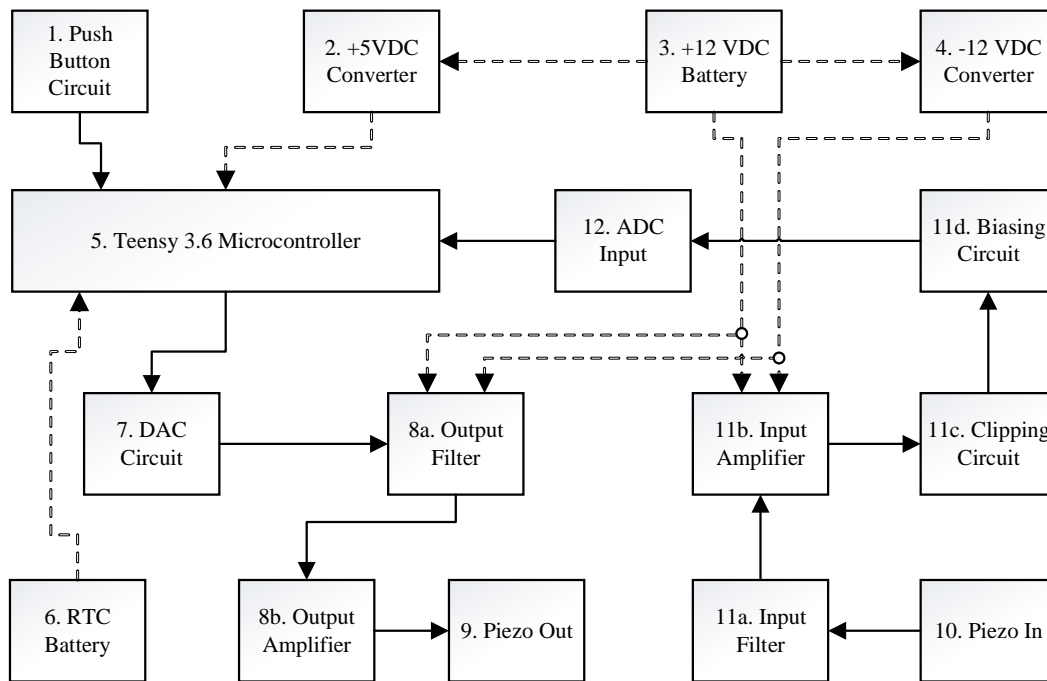 1. Push
Button
Circuit
2. +5VDC
Converter
3. +12 VDC
Battery
4. -12 VDC
Converter
5. Teensy 3.6 Microcontroller
12. ADC
Input
11d. Biasing
Circuit
7. DAC
Circuit
8a. Output
Filter
11b. Input
Amplifier
11c. Clipping
Circuit
6. RTC
Battery
8b. Output
Amplifier
9. Piezo Out
11a. Input
Filter
10. Piezo In